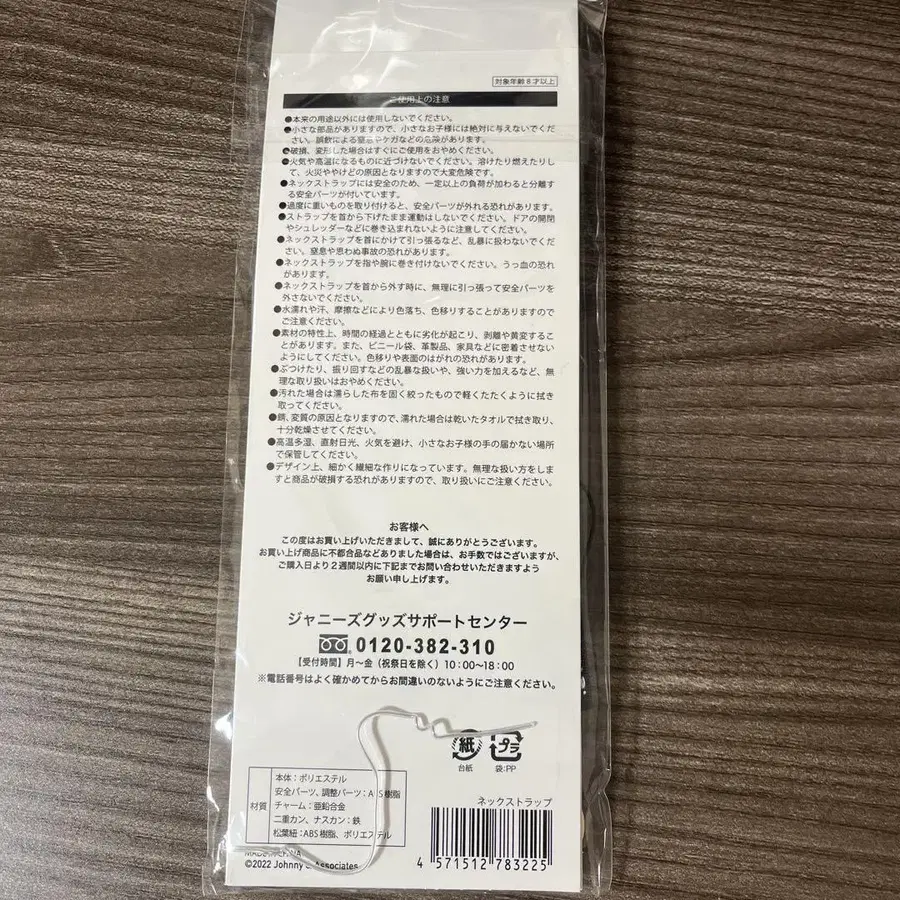 対象年齢8才以上
ご使用上の注意
●本来の用途以外には使用しないでください。
●小さな部品がありますので、小さなお子様には絶対に与えないでくだ
さい。誤飲による窒息やケガなどの危険があります。
●破損、変形した場合はすぐにご使用をおやめください。
●火気や高温になるものに近づけないでください。溶けたり燃えたりし
て、火災ややけどの原因となりますので大変危険です。
●ネックストラップには安全のため、一定以上の負荷が加わると分離す
る安全パーツが付いています。
●過度に重いものを取り付けると、安全パーツが外れる恐れがあります。
●ストラップを首から下げたまま運動はしないでください。ドアの開閉
やシュレッダーなどに巻き込まれないように注意してください。
●ネックストラップを首にかけて引っ張るなど、乱暴に扱わないでくだ
さい。窒息や思わぬ事故の恐れがあります。
●ネックストラップを指や腕に巻き付けないでください。うっ血の恐れ
があります。
●ネックストラップを首から外す時に、無理に引っ張って安全パーツを
外さないでください。
●水濡れや汗、摩擦などにより色落ち、色移りすることがありますので
ご注意ください。
●素材の特性上、時間の経過とともに劣化が起こり、剥離や黄変するこ
とがあります。また、ビニール袋、革製品、家具などに密着させない
ようにしてください。色移りや表面のはがれの恐れがあります。
●ぶつけたり、振り回すなどの乱暴な扱いや、強い力を加えるなど、無
理な取り扱いはおやめください。
●汚れた場合は濡らした布を固く絞ったもので軽くたたくように拭き
取ってください。
●錆、変質の原因となりますので、濡れた場合は乾いたタオルで拭き取り、
十分乾燥させてください。
●高温多湿、直射日光、火気を避け、小さなお子様の手の届かない場所
で保管してください。
●デザイン上、細かく繊細な作りになっています。無理な扱い方をしま
すと商品が破損する恐れがありますので、取り扱いにご注意ください。
お客様へ
この度はお買い上げいただきまして、誠にありがとうございます。
お買い上げ商品に不都合品などありました場合は、お手数ではございますが、
ご購入日より2週間以内に下記までお問い合わせいただきますよう
お願い申し上げます。
ジャニーズグッズサポートセンター
0120-382-310
【受付時間】月〜金（祝祭日を除く）10:00〜18:00
※電話番号はよく確かめてからお間違いのないようにご注意ください。
紙 プラ
台紙 袋:PP
ネックストラップ
材質
本体：ポリエステル
安全パーツ、調整パーツ：ABS樹脂
チャーム：亜鉛合金
二重カン、ナスカン：鉄
松葉紐：ABS樹脂、ポリエステル
©2022 Johnny & Associates
4 571512 783225